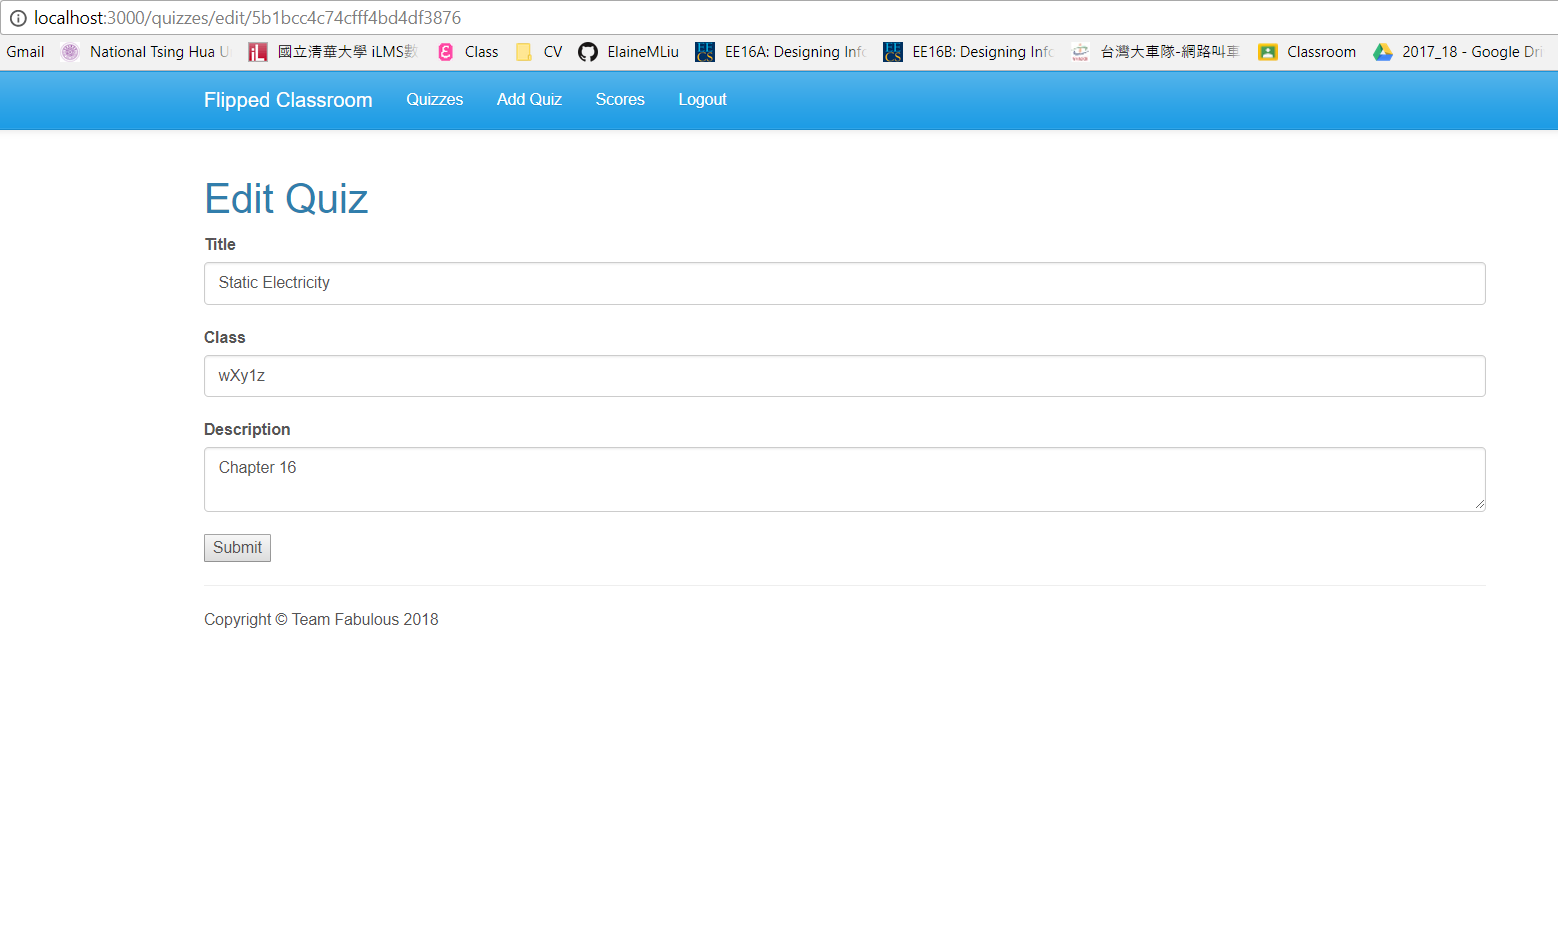 localhost:3000/quizzes/edit/5b1bcc4c74cfff4bd4df3876
Gmail National Tsing Hua U 國立清華大學 iLMS數 Class CV ElaineMLiu EE16A: Designing Info EE16B: Designing Info 台灣大車隊-網路叫車 Classroom 2017_18 - Google Dri
Flipped Classroom Quizzes Add Quiz Scores Logout
Edit Quiz
Title
Static Electricity
Class
wXy1z
Description
Chapter 16
Submit
Copyright © Team Fabulous 2018